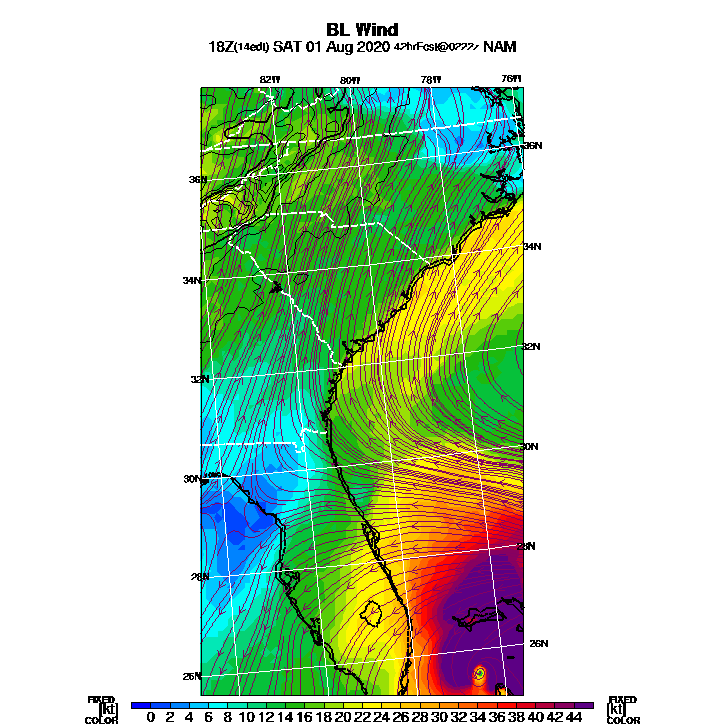 BL Wind
18Z(14edt) SAT 01 Aug 2020 42hrFcst@0222z NAM
82W 80W 78W 76W
36N
36N
34N
34N
32N
32N
30N
30N
28N
28N
26N
26N
FIXED FIXED
[kt] 0 2 4 6 8 10 12 14 16 18 20 22 24 26 28 30 32 34 36 38 40 42 44 [kt]
COLOR COLOR